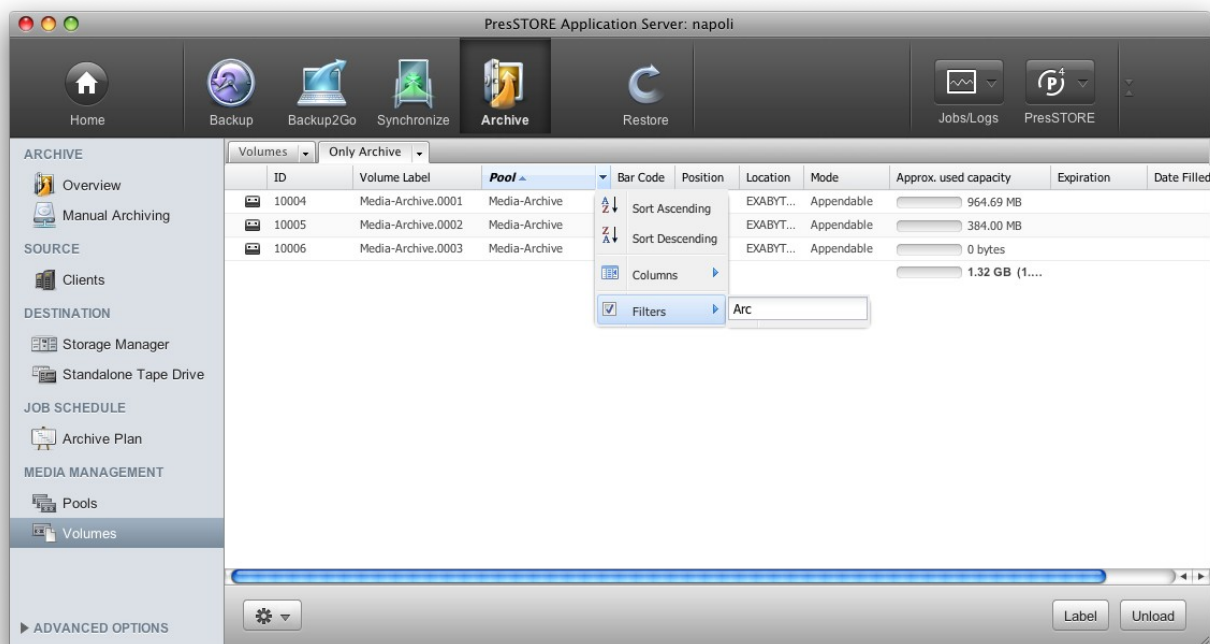 PresSTORE Application Server: napoli
Home
Backup
Backup2Go
Synchronize
Archive
Restore
Jobs/Logs
P4
PresSTORE
ARCHIVE
Overview
Manual Archiving
SOURCE
Clients
DESTINATION
Storage Manager
Standalone Tape Drive
JOB SCHEDULE
Archive Plan
MEDIA MANAGEMENT
Pools
Volumes
ADVANCED OPTIONS
Volumes Only Archive
ID Volume Label Pool Bar Code Position Location Mode Approx. used capacity Expiration Date Filled
10004 Media-Archive.0001 Media-Archive EXABYT... Appendable 964.69 MB
10005 Media-Archive.0002 Media-Archive EXABYT... Appendable 384.00 MB
10006 Media-Archive.0003 Media-Archive EXABYT... Appendable 0 bytes
1.32 GB (1....
A Z Sort Ascending
Z A Sort Descending
Columns
Filters Arc
Label Unload